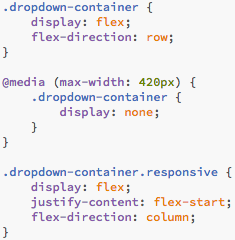 .dropdown-container {
    display: flex;
    flex-direction: row;
}

@media (max-width: 420px) {
    .dropdown-container {
        display: none;
    }
}

.dropdown-container.responsive {
    display: flex;
    justify-content: flex-start;
    flex-direction: column;
}